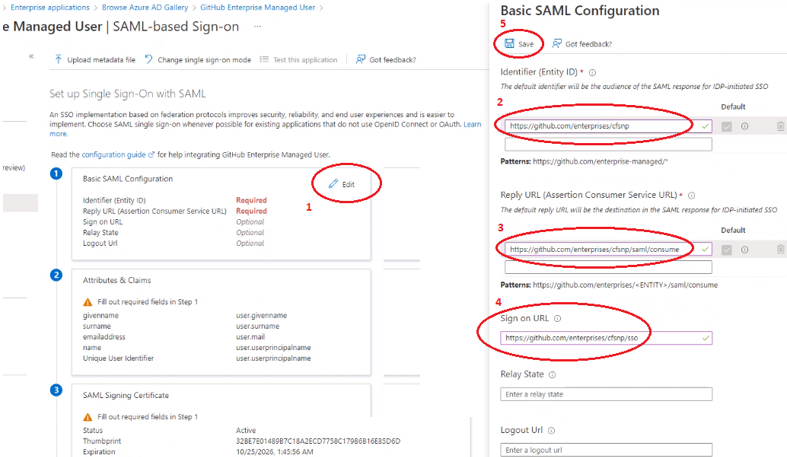 Enterprise applications > Browse Azure AD Gallery > GitHub Enterprise Managed User >
e Managed User | SAML-based Sign-on ...
«
Upload metadata file
Change single sign-on mode
Test this application
Got feedback?
Set up Single Sign-On with SAML
An SSO implementation based on federation protocols improves security, reliability, and end user experiences and is easier to
implement. Choose SAML single sign-on whenever possible for existing applications that do not use OpenID Connect or OAuth. Learn
more.
Read the configuration guide for help integrating GitHub Enterprise Managed User.
review)
1
Basic SAML Configuration
Edit
1
Identifier (Entity ID) Required
Reply URL (Assertion Consumer Service URL) Required
Sign on URL Optional
Relay State Optional
Logout Url Optional
2
Attributes & Claims
Fill out required fields in Step 1
givenname user.givenname
surname user.surname
emailaddress user.mail
name user.userprincipalname
Unique User Identifier user.userprincipalname
3
SAML Signing Certificate
Fill out required fields in Step 1
Status Active
Thumbprint 32BE7E01489B7C18A2ECD7758C179B6B16E85D6D
Expiration 10/25/2026, 1:45:56 AM
Basic SAML Configuration
5
Save
Got feedback?
Identifier (Entity ID) *
The default identifier will be the audience of the SAML response for IDP-initiated SSO
2
Default
https://github.com/enterprises/cfsnp
Patterns: https://github.com/enterprise-managed/*
Reply URL (Assertion Consumer Service URL) *
The default reply URL will be the destination in the SAML response for IDP-initiated SSO
3
Default
https://github.com/enterprises/cfsnp/saml/consume
Patterns: https://github.com/enterprises/<ENTITY>/saml/consume
4
Sign on URL
https://github.com/enterprises/cfsnp/sso
Relay State
Enter a relay state
Logout Url
Enter a logout url